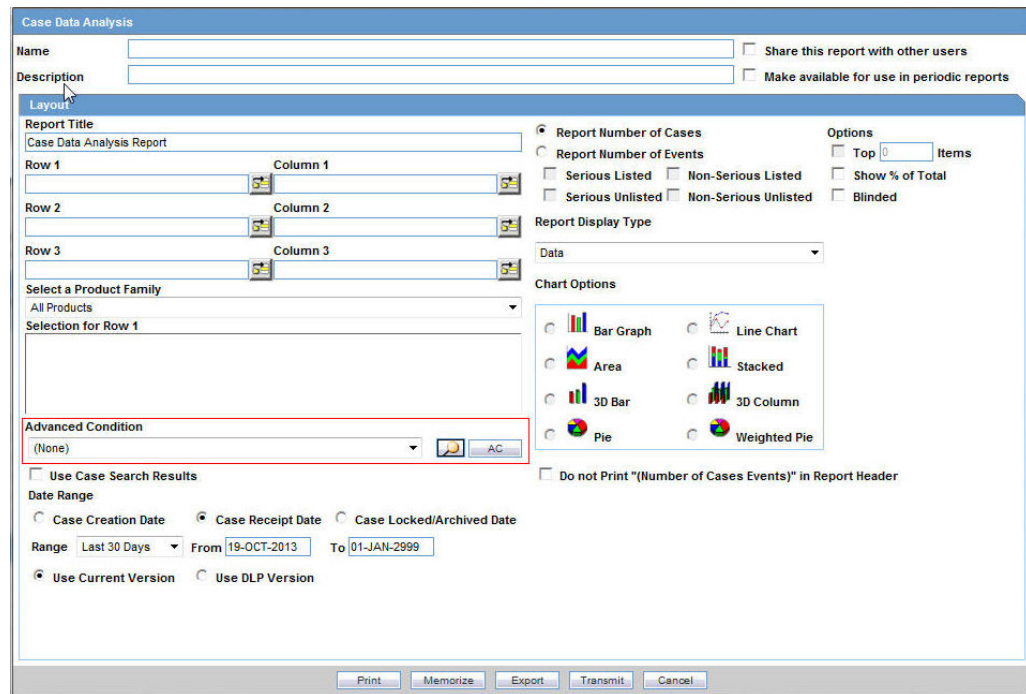 Case Data Analysis
Name
Share this report with other users
Description
Make available for use in periodic reports
Layout
Report Title
Case Data Analysis Report
Row 1
Column 1
Row 2
Column 2
Row 3
Column 3
Select a Product Family
All Products
Selection for Row 1
Advanced Condition
(None)
AC
Use Case Search Results
Date Range
Case Creation Date
Case Receipt Date
Case Locked/Archived Date
Range
Last 30 Days
From
19-OCT-2013
To
01-JAN-2999
Use Current Version
Use DLP Version
Report Number of Cases
Report Number of Events
Serious Listed
Non-Serious Listed
Serious Unlisted
Non-Serious Unlisted
Options
Top 0 Items
Show % of Total
Blinded
Report Display Type
Data
Chart Options
Bar Graph
Line Chart
Area
Stacked
3D Bar
3D Column
Pie
Weighted Pie
Do not Print "(Number of Cases Events)" in Report Header
Print
Memorize
Export
Transmit
Cancel